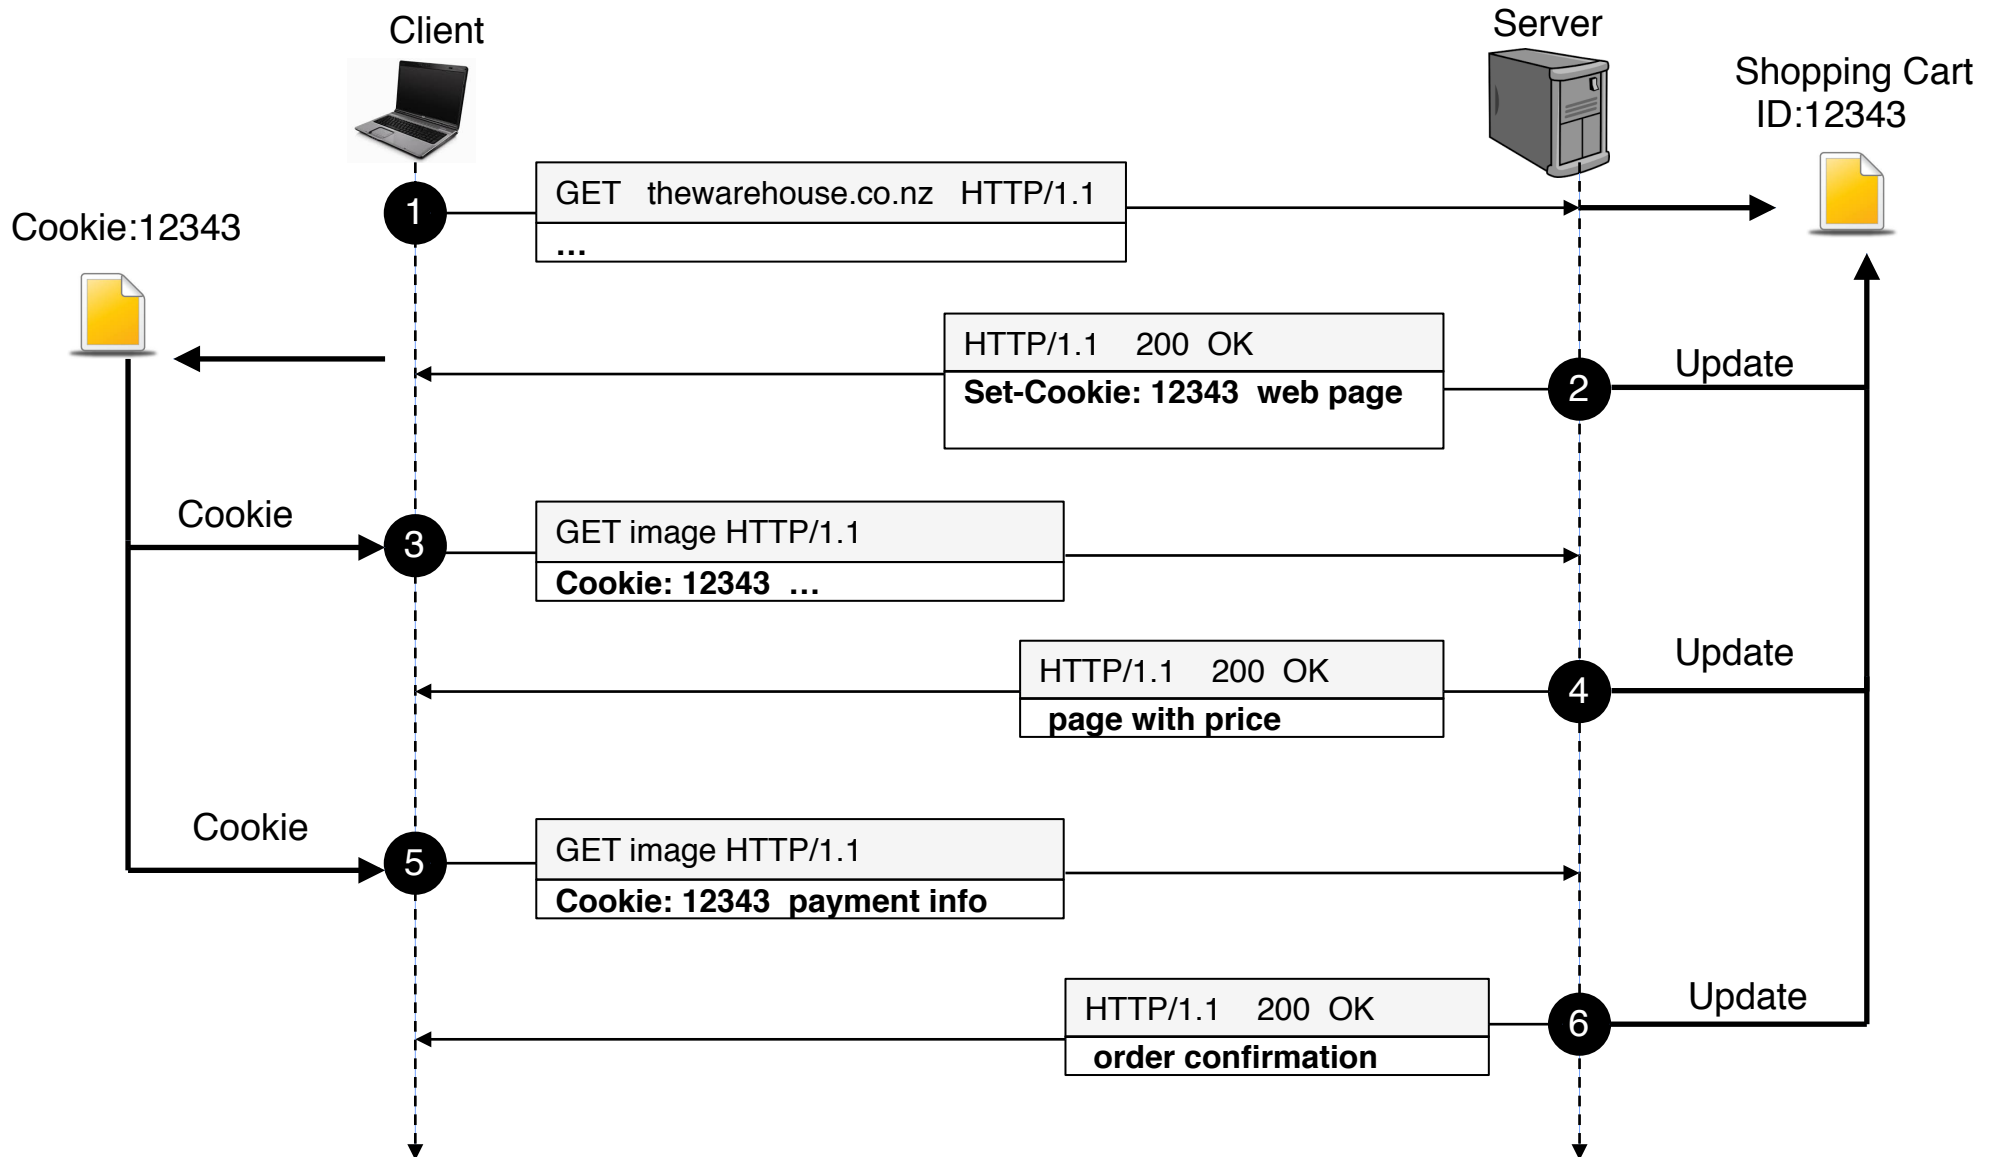 Client
Server
Shopping Cart
ID:12343
1
GET thewarehouse.co.nz HTTP/1.1
...
Cookie:12343
HTTP/1.1 200 OK
Set-Cookie: 12343 web page
2
Update
Cookie
3
GET image HTTP/1.1
Cookie: 12343 ...
HTTP/1.1 200 OK
page with price
4
Update
Cookie
5
GET image HTTP/1.1
Cookie: 12343 payment info
HTTP/1.1 200 OK
order confirmation
6
Update